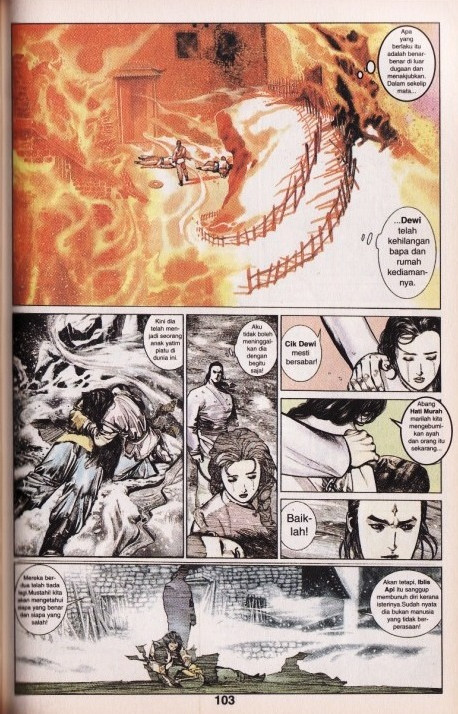 Apa
yang
berlaku itu
adalah benar-
benar di luar
dugaan dan
menakjubkan.
Dalam sekelip
mata...
...Dewi
telah
kehilangan
bapa dan
rumah
kediaman-
nya.
Kini dia
telah men-
jadi seorang
anak yatim
piatu di
dunia ini.
Aku
tidak boleh
meninggal-
kan dia
dengan
begitu
saja!
Cik Dewi
mesti
bersabar!
Abang
Hati Murah
marilah kita
mengebumi-
kan ayah
dan orang itu
sekarang...
Baik-
lah!
Mereka ber-
dua telah tiada
lagi.Mustahil kita
akan mengetahui
siapa yang benar
dan siapa yang
salah!
Akan tetapi, Iblis
Api itu sanggup
membunuh diri kerana
isterinya.Sudah nyata
dia bukan manusia
yang tidak ber-
perasaan!
103